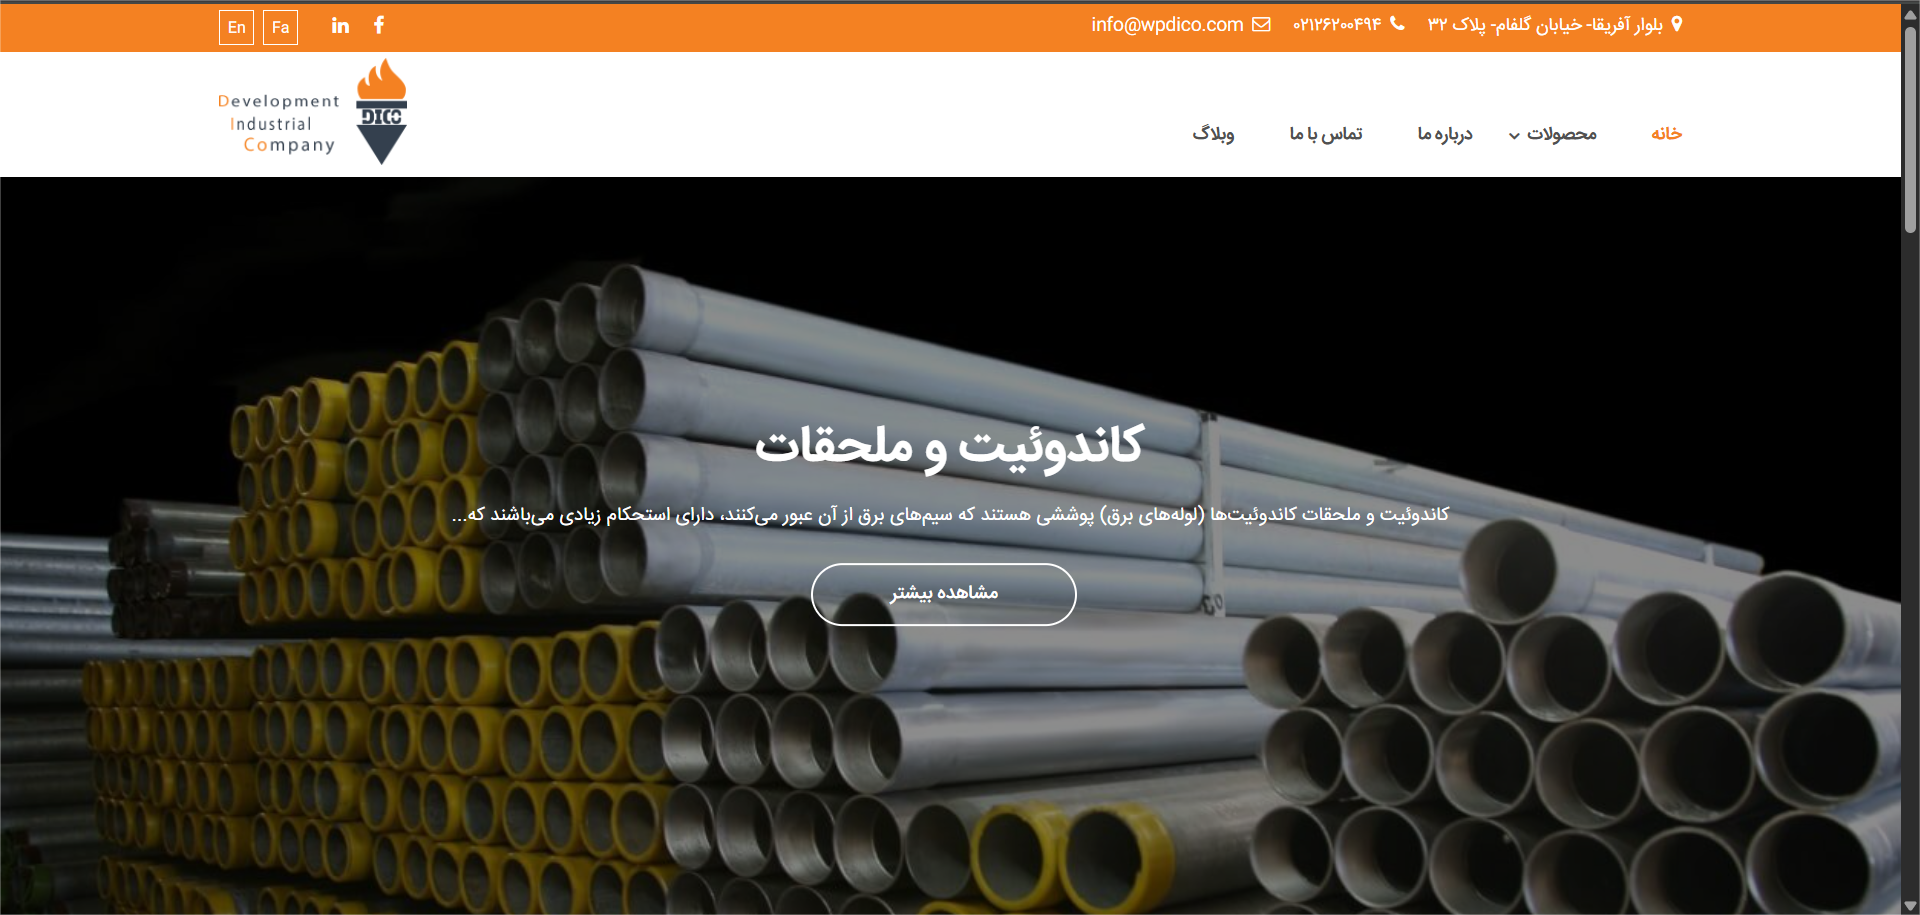 بلوار آفریقا- خیابان گلفام- پلاک ۳۲
۰۲۱۲۶۲۰۰۴۹۴
info@wpdico.com
Fa
En
خانه
محصولات
درباره ما
تماس با ما
وبلاگ
Development
Industrial
Company
DICO
کاندوئیت و ملحقات
کاندوئیت و ملحقات کاندوئیت‌ها (لوله‌های برق) پوششی هستند که سیم‌های برق از آن عبور می‌کنند، دارای استحکام زیادی می‌باشند که...
مشاهده بیشتر